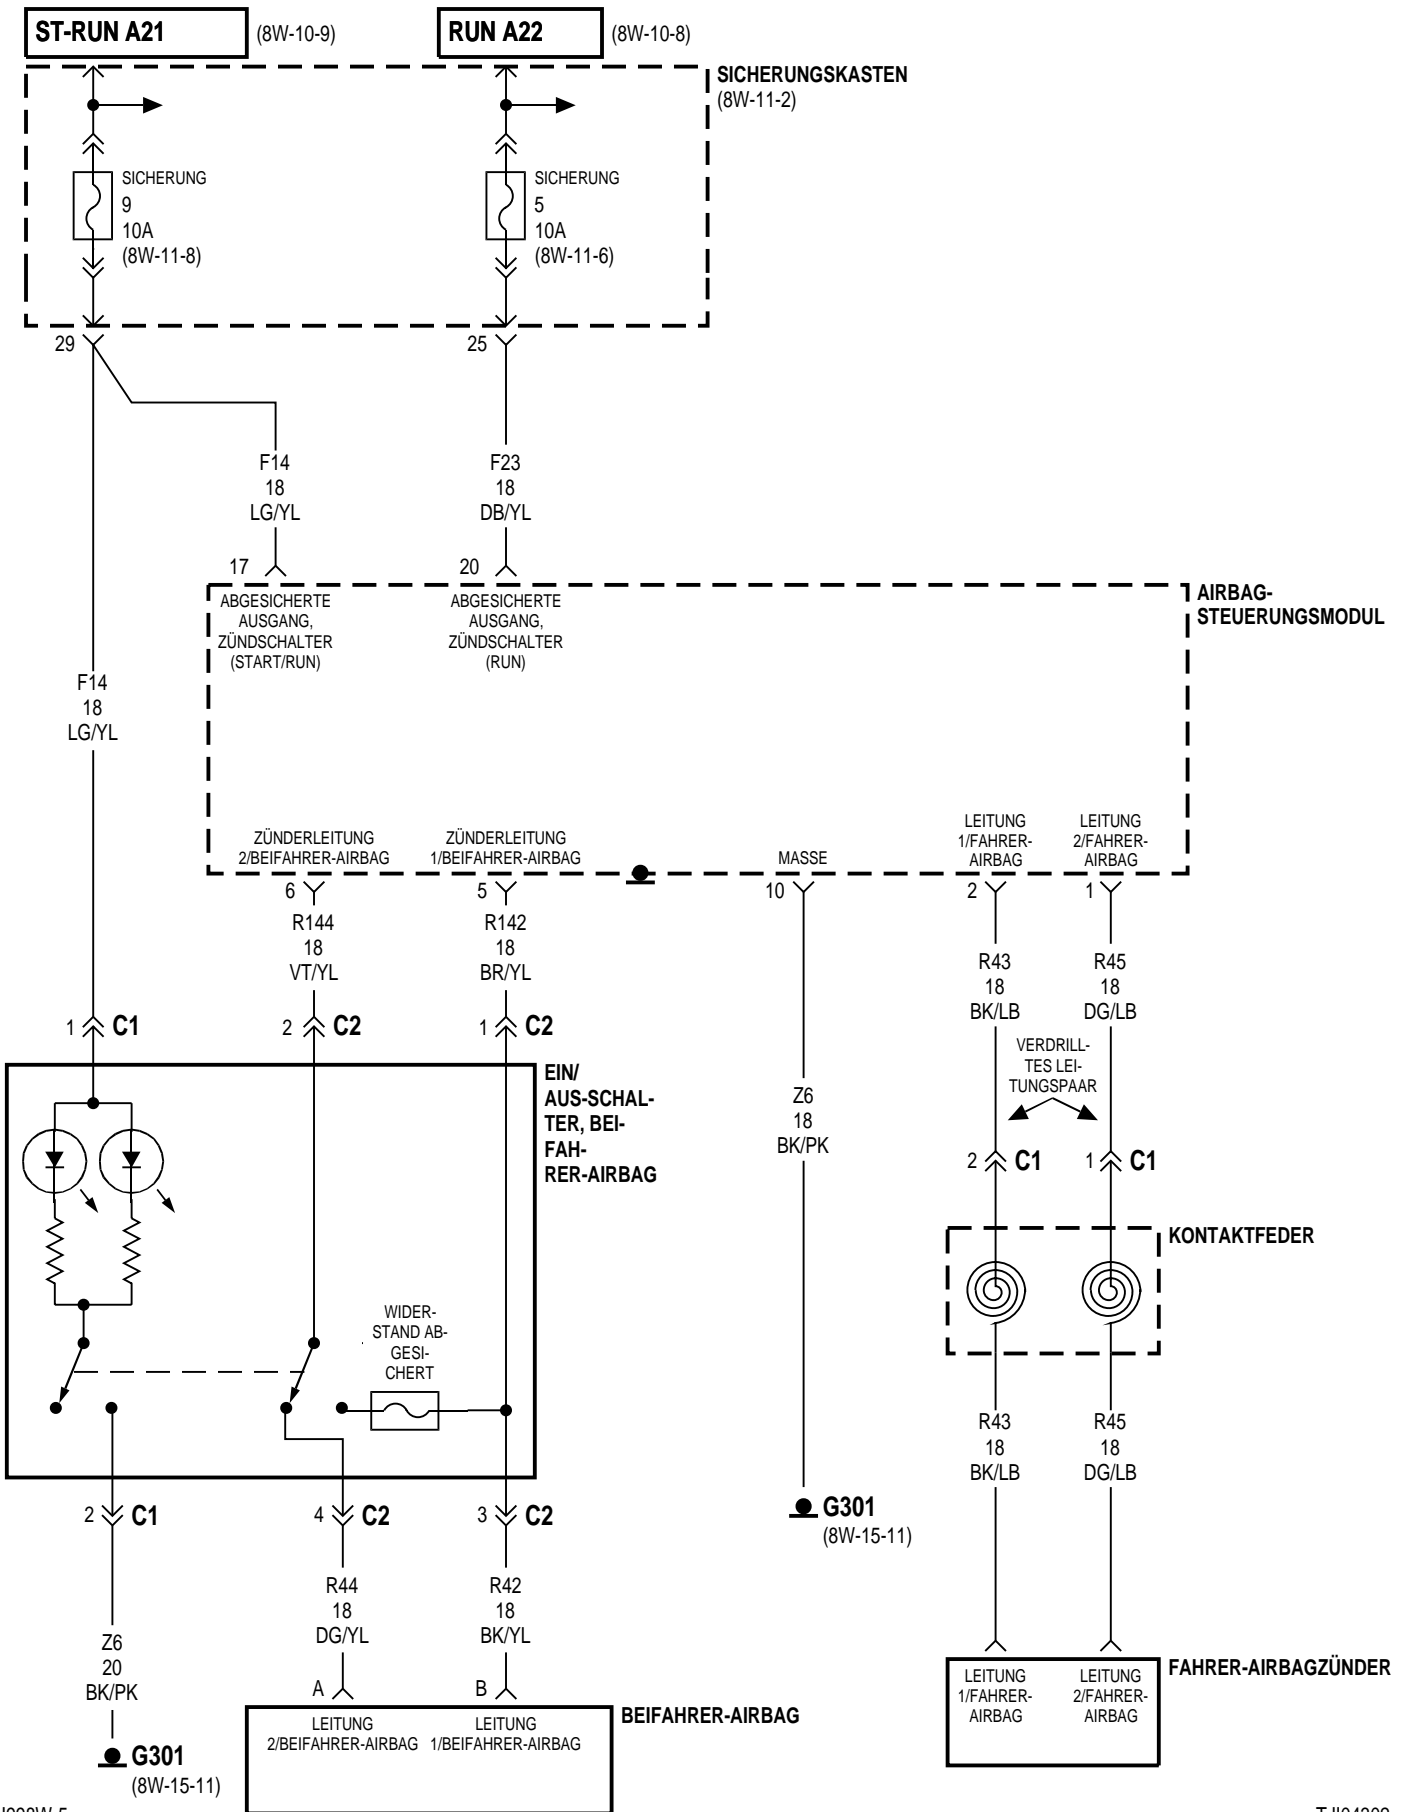 ST-RUN A21
(8W-10-9)
RUN A22
(8W-10-8)
SICHERUNGSKASTEN
(8W-11-2)
SICHERUNG
9
10A
(8W-11-8)
SICHERUNG
5
10A
(8W-11-6)
29
25
F14
18
LG/YL
F23
18
DB/YL
17
20
AIRBAG-
STEUERUNGSMODUL
ABGESICHERTE
AUSGANG,
ZÜNDSCHALTER
(START/RUN)
ABGESICHERTE
AUSGANG,
ZÜNDSCHALTER
(RUN)
F14
18
LG/YL
ZÜNDERLEITUNG
2/BEIFAHRER-AIRBAG
ZÜNDERLEITUNG
1/BEIFAHRER-AIRBAG
MASSE
LEITUNG
1/FAHRER-
AIRBAG
LEITUNG
2/FAHRER-
AIRBAG
6
5
10
2
1
R144
18
VT/YL
R142
18
BR/YL
R43
18
BK/LB
R45
18
DG/LB
1 C1
2 C2
1 C2
VERDRILL-
TES LEI-
TUNGSPAAR
EIN/
AUS-SCHAL-
TER, BEI-
FAH-
RER-AIRBAG
Z6
18
BK/PK
2 C1
1 C1
KONTAKTFEDER
WIDER-
STAND AB-
GESI-
CHERT
R43
18
BK/LB
R45
18
DG/LB
2 C1
4 C2
3 C2
G301
(8W-15-11)
R44
18
DG/YL
R42
18
BK/YL
Z6
20
BK/PK
A
B
FAHRER-AIRBAGZÜNDER
LEITUNG
1/FAHRER-
AIRBAG
LEITUNG
2/FAHRER-
AIRBAG
BEIFAHRER-AIRBAG
LEITUNG
2/BEIFAHRER-AIRBAG
LEITUNG
1/BEIFAHRER-AIRBAG
G301
(8W-15-11)